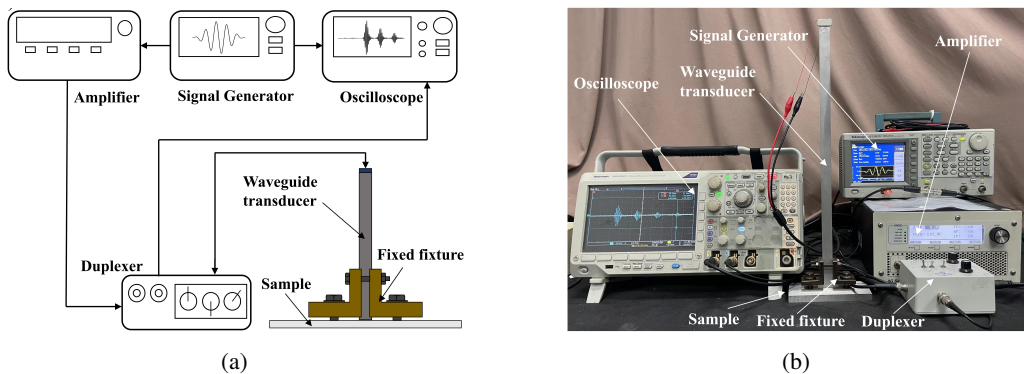 Amplifier
Signal Generator
Oscilloscope
Waveguide
transducer
Duplexer
Fixed fixture
Sample
(a)
Signal Generator
Amplifier
Waveguide
transducer
Oscilloscope
Sample
Fixed fixture
Duplexer
(b)